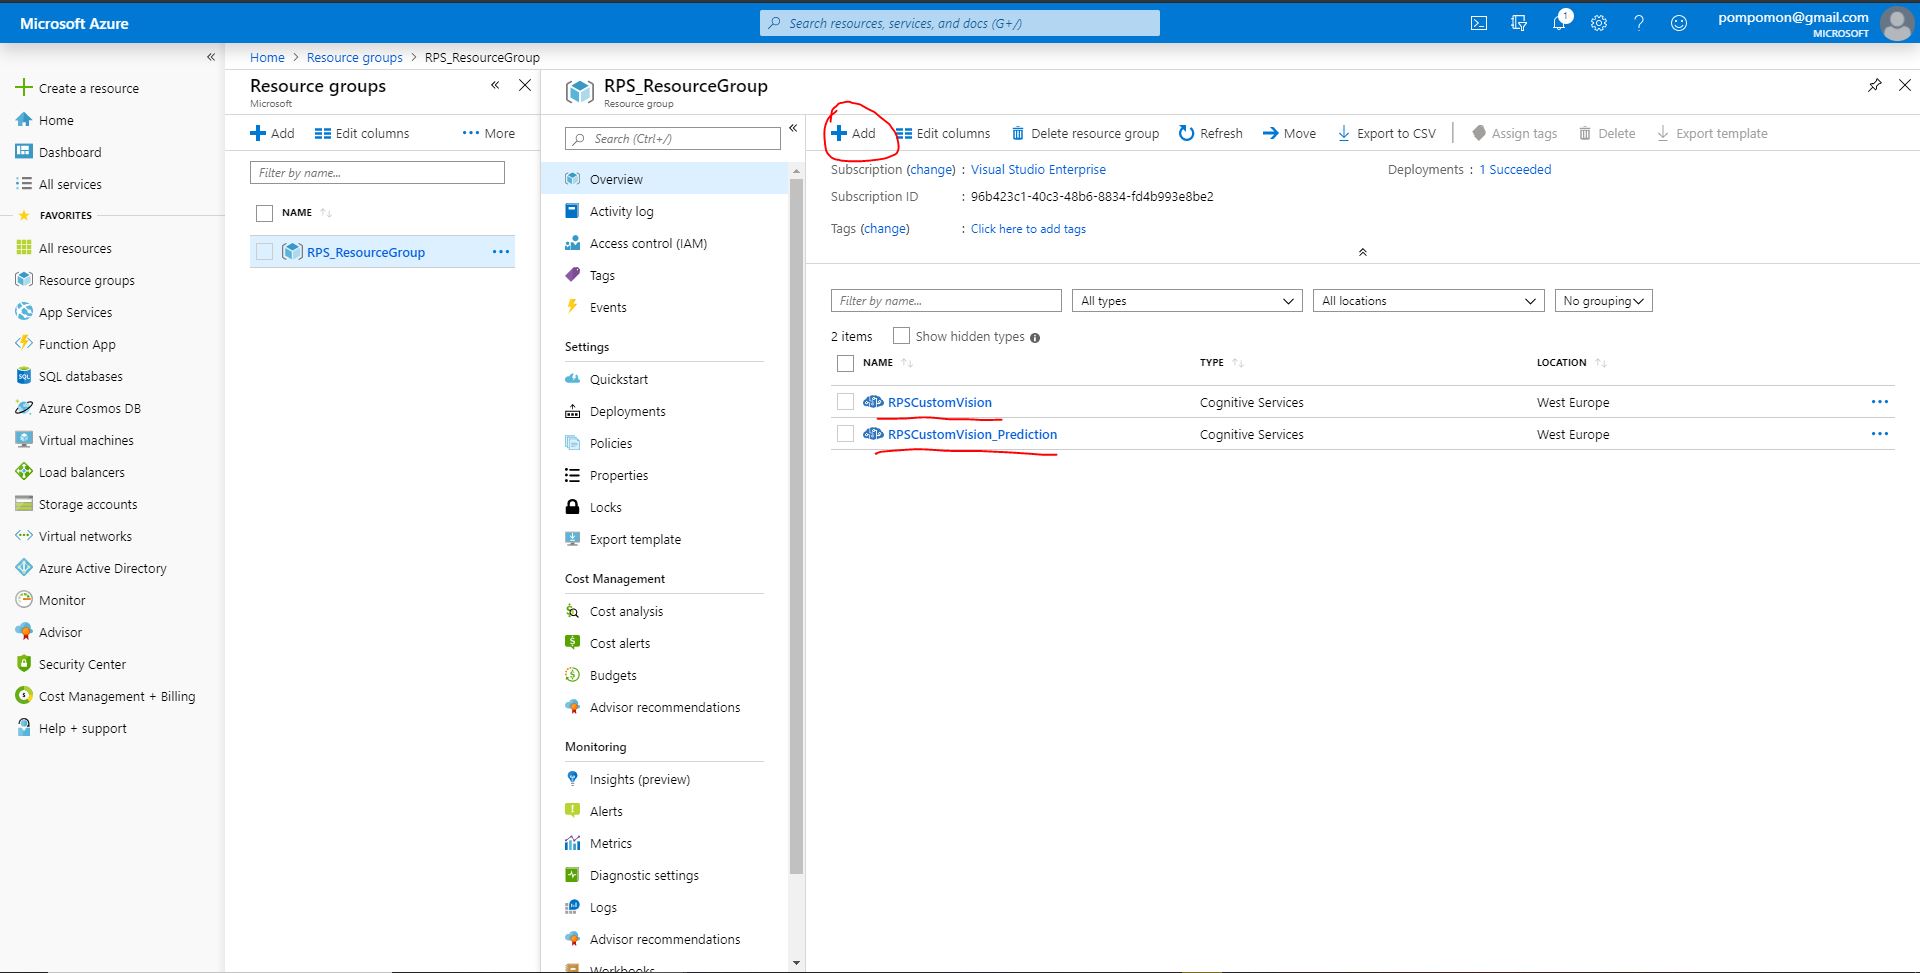 Microsoft Azure
Search resources, services, and docs (G+/)
1
pompomon@gmail.com
MICROSOFT
«
Create a resource
Home
Dashboard
All services
FAVORITES
All resources
Resource groups
App Services
Function App
SQL databases
Azure Cosmos DB
Virtual machines
Load balancers
Storage accounts
Virtual networks
Azure Active Directory
Monitor
Advisor
Security Center
Cost Management + Billing
Help + support
Home > Resource groups > RPS_ResourceGroup
Resource groups
Microsoft
Add Edit columns ••• More
Filter by name...
NAME
RPS_ResourceGroup •••
RPS_ResourceGroup
Resource group
Search (Ctrl+/)
Overview
Activity log
Access control (IAM)
Tags
Events
Settings
Quickstart
Deployments
Policies
Properties
Locks
Export template
Cost Management
Cost analysis
Cost alerts
Budgets
Advisor recommendations
Monitoring
Insights (preview)
Alerts
Metrics
Diagnostic settings
Logs
Advisor recommendations
Workbooks
Add Edit columns Delete resource group Refresh Move Export to CSV Assign tags Delete Export template
Subscription (change) : Visual Studio Enterprise Deployments : 1 Succeeded
Subscription ID : 96b423c1-40c3-48b6-8834-fd4b993e8be2
Tags (change) : Click here to add tags
Filter by name... All types All locations No grouping
2 items Show hidden types
NAME TYPE LOCATION
RPSCustomVision Cognitive Services West Europe •••
RPSCustomVision_Prediction Cognitive Services West Europe •••